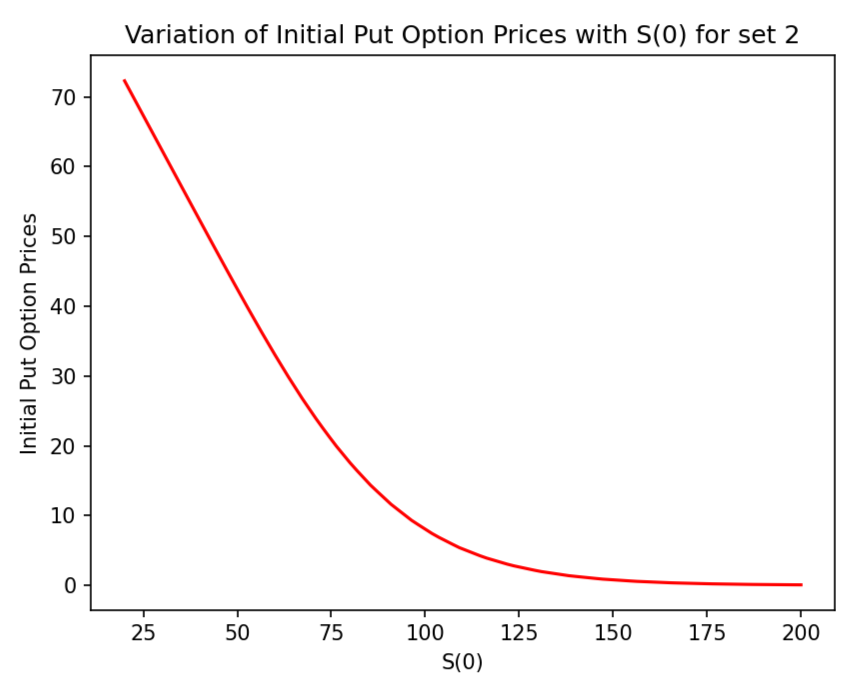 Variation of Initial Put Option Prices with S(0) for set 2
Initial Put Option Prices
70
60
50
40
30
20
10
0
25 50 75 100 125 150 175 200
S(0)